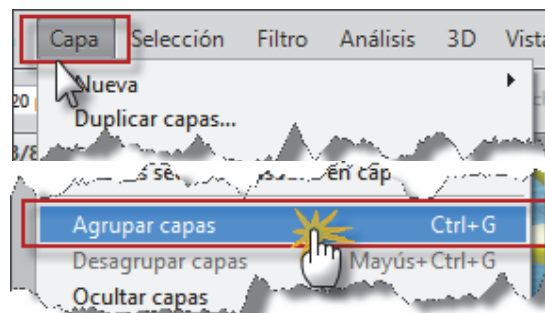 Capa Selección Filtro Análisis 3D Vista
Nueva
Duplicar capas...
Agrupar capas Ctrl+G
Desagrupar capas Mayús+Ctrl+G
Ocultar capas